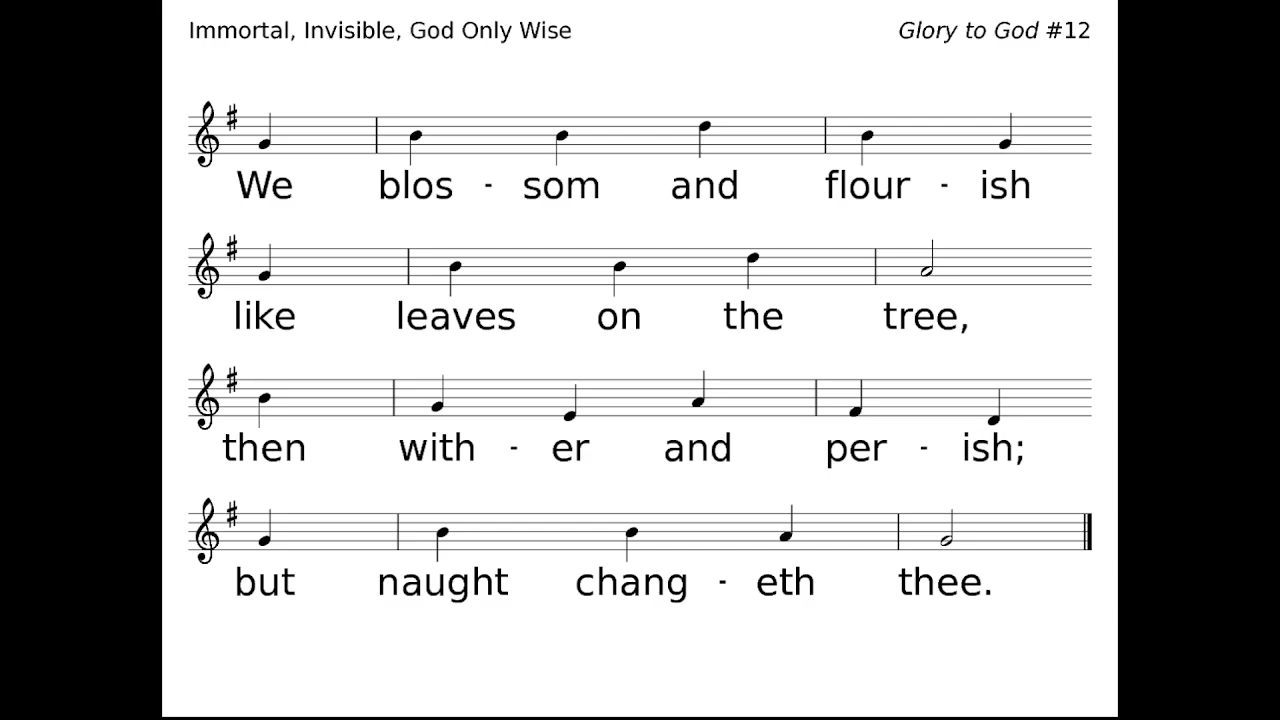 Immortal, Invisible, God Only Wise Glory to God #12
We blos - som and flour - ish
like leaves on the tree,
then with - er and per - ish;
but naught chang - eth thee.